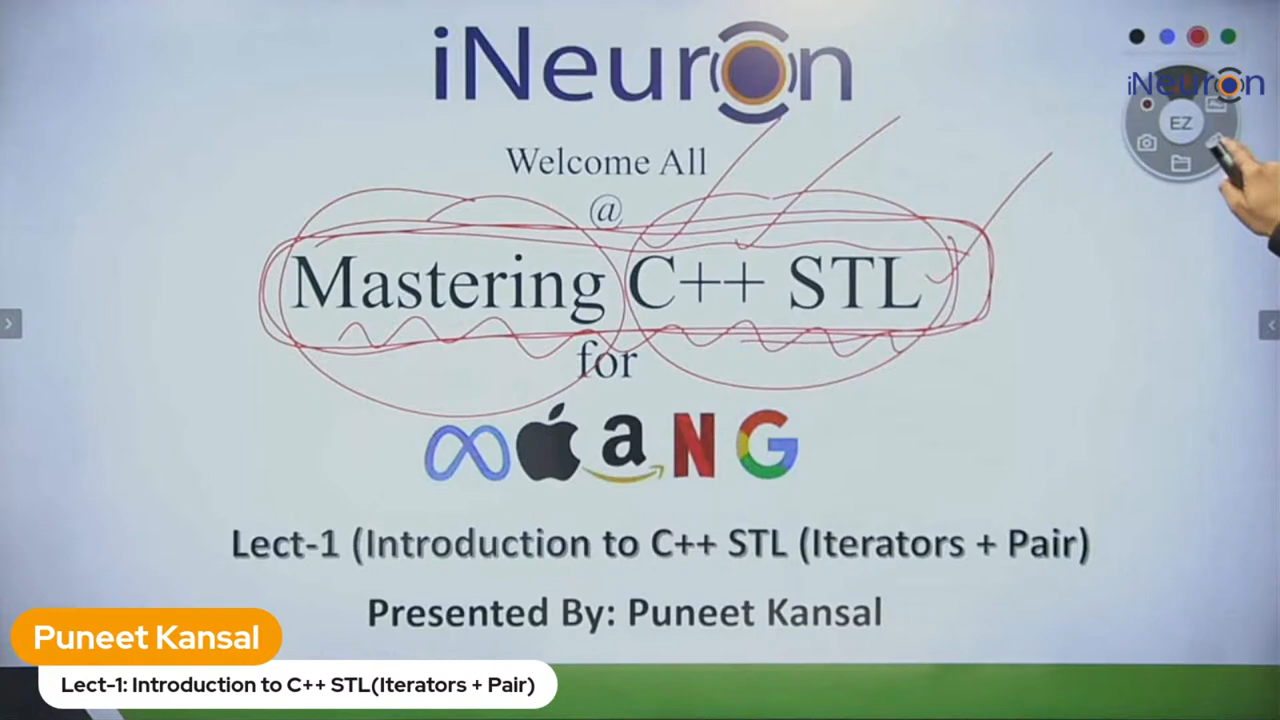 iNeuron
iNeuron
EZ
Welcome All
@
Mastering C++ STL
for
a N G
Lect-1 (Introduction to C++ STL (Iterators + Pair)
Presented By: Puneet Kansal
Puneet Kansal
Lect-1: Introduction to C++ STL(Iterators + Pair)